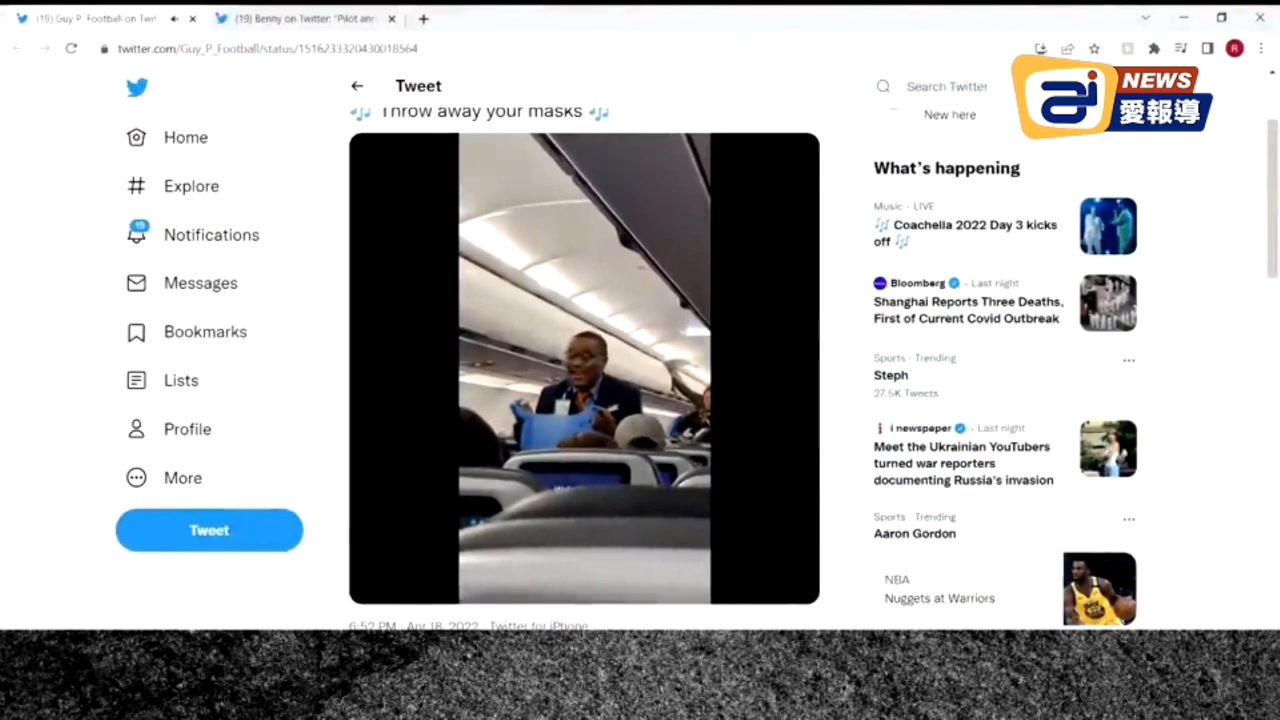 (19) Guy P. Football on Twit
(19) Benny on Twitter: "Pilot anr
twitter.com/Guy_P_Football/status/1516233320430018564
R
Tweet
Search Twitter
NEWS
愛報導
Throw away your masks
New here
Home
Explore
19
Notifications
Messages
Bookmarks
Lists
Profile
More
Tweet
6:52 PM · Apr 18, 2022 · Twitter for iPhone
What's happening
Music · LIVE
Coachella 2022 Day 3 kicks
off
Bloomberg · Last night
Shanghai Reports Three Deaths,
First of Current Covid Outbreak
Sports · Trending
Steph
27.5K Tweets
i newspaper · Last night
Meet the Ukrainian YouTubers
turned war reporters
documenting Russia's invasion
Sports · Trending
Aaron Gordon
NBA
Nuggets at Warriors